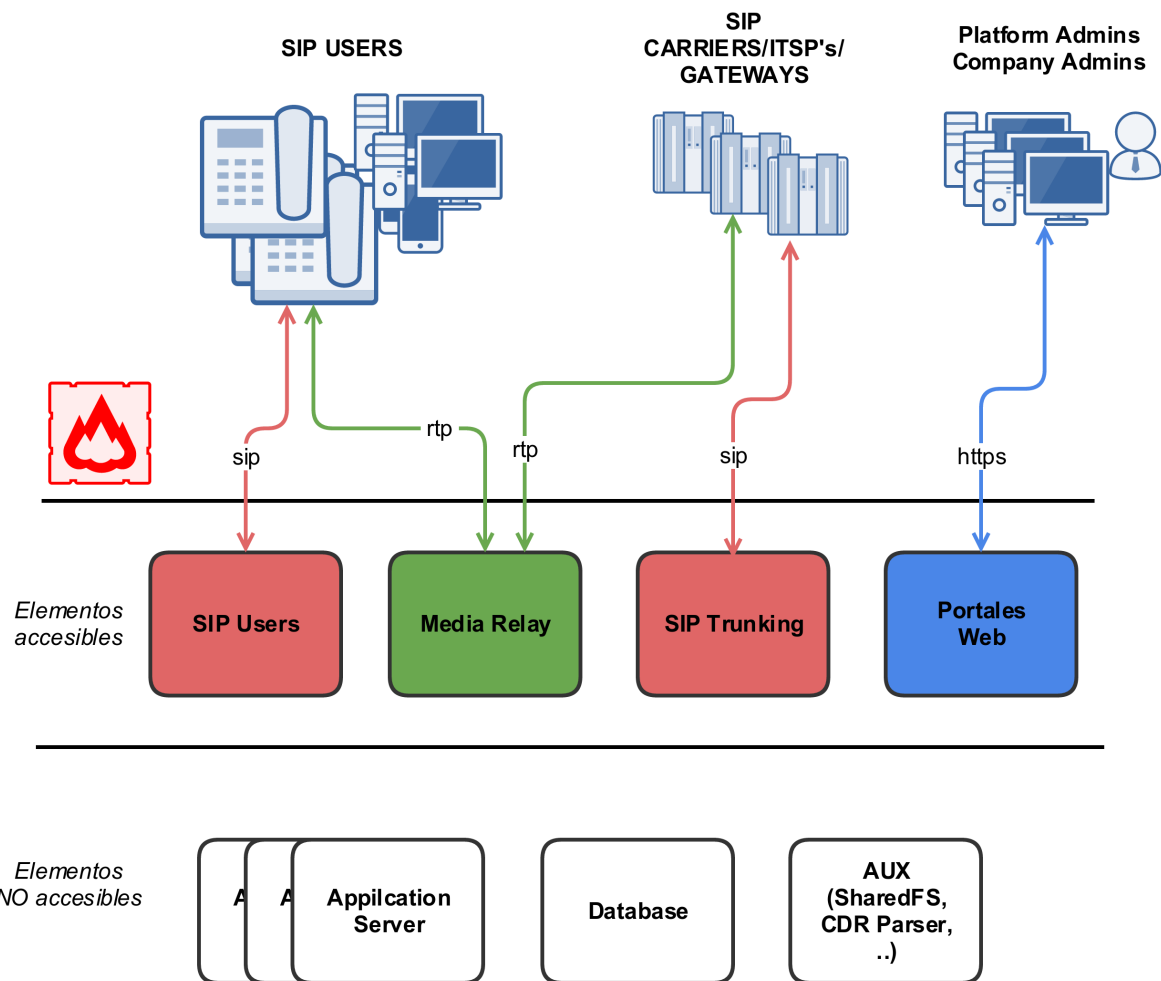 SIP USERS
SIP
CARRIERS/ITSP's/
GATEWAYS
Platform Admins
Company Admins
rtp
rtp
sip
sip
https
Elementos
accesibles
SIP Users
Media Relay
SIP Trunking
Portales
Web
Elementos
NO accesibles
A
A
Appilcation
Server
Database
AUX
(SharedFS,
CDR Parser,
..)